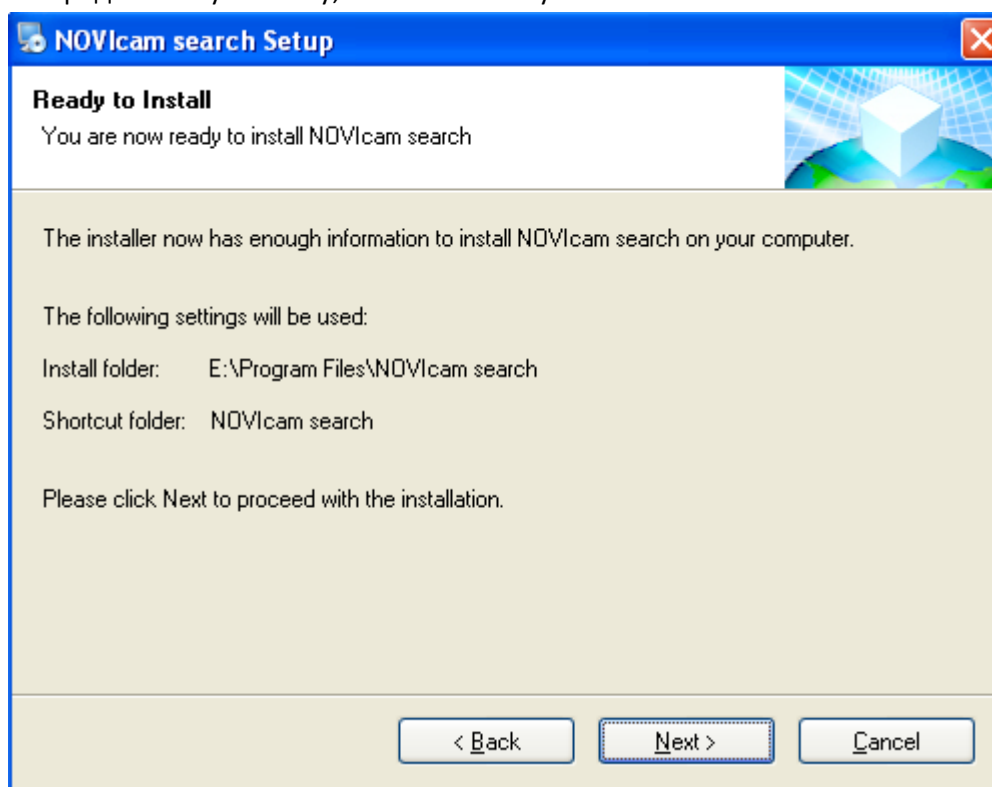 NOVIcam search Setup
Ready to Install
You are now ready to install NOVIcam search
The installer now has enough information to install NOVIcam search on your computer.
The following settings will be used:
Install folder: E:\Program Files\NOVIcam search
Shortcut folder: NOVIcam search
Please click Next to proceed with the installation.
< Back Next > Cancel